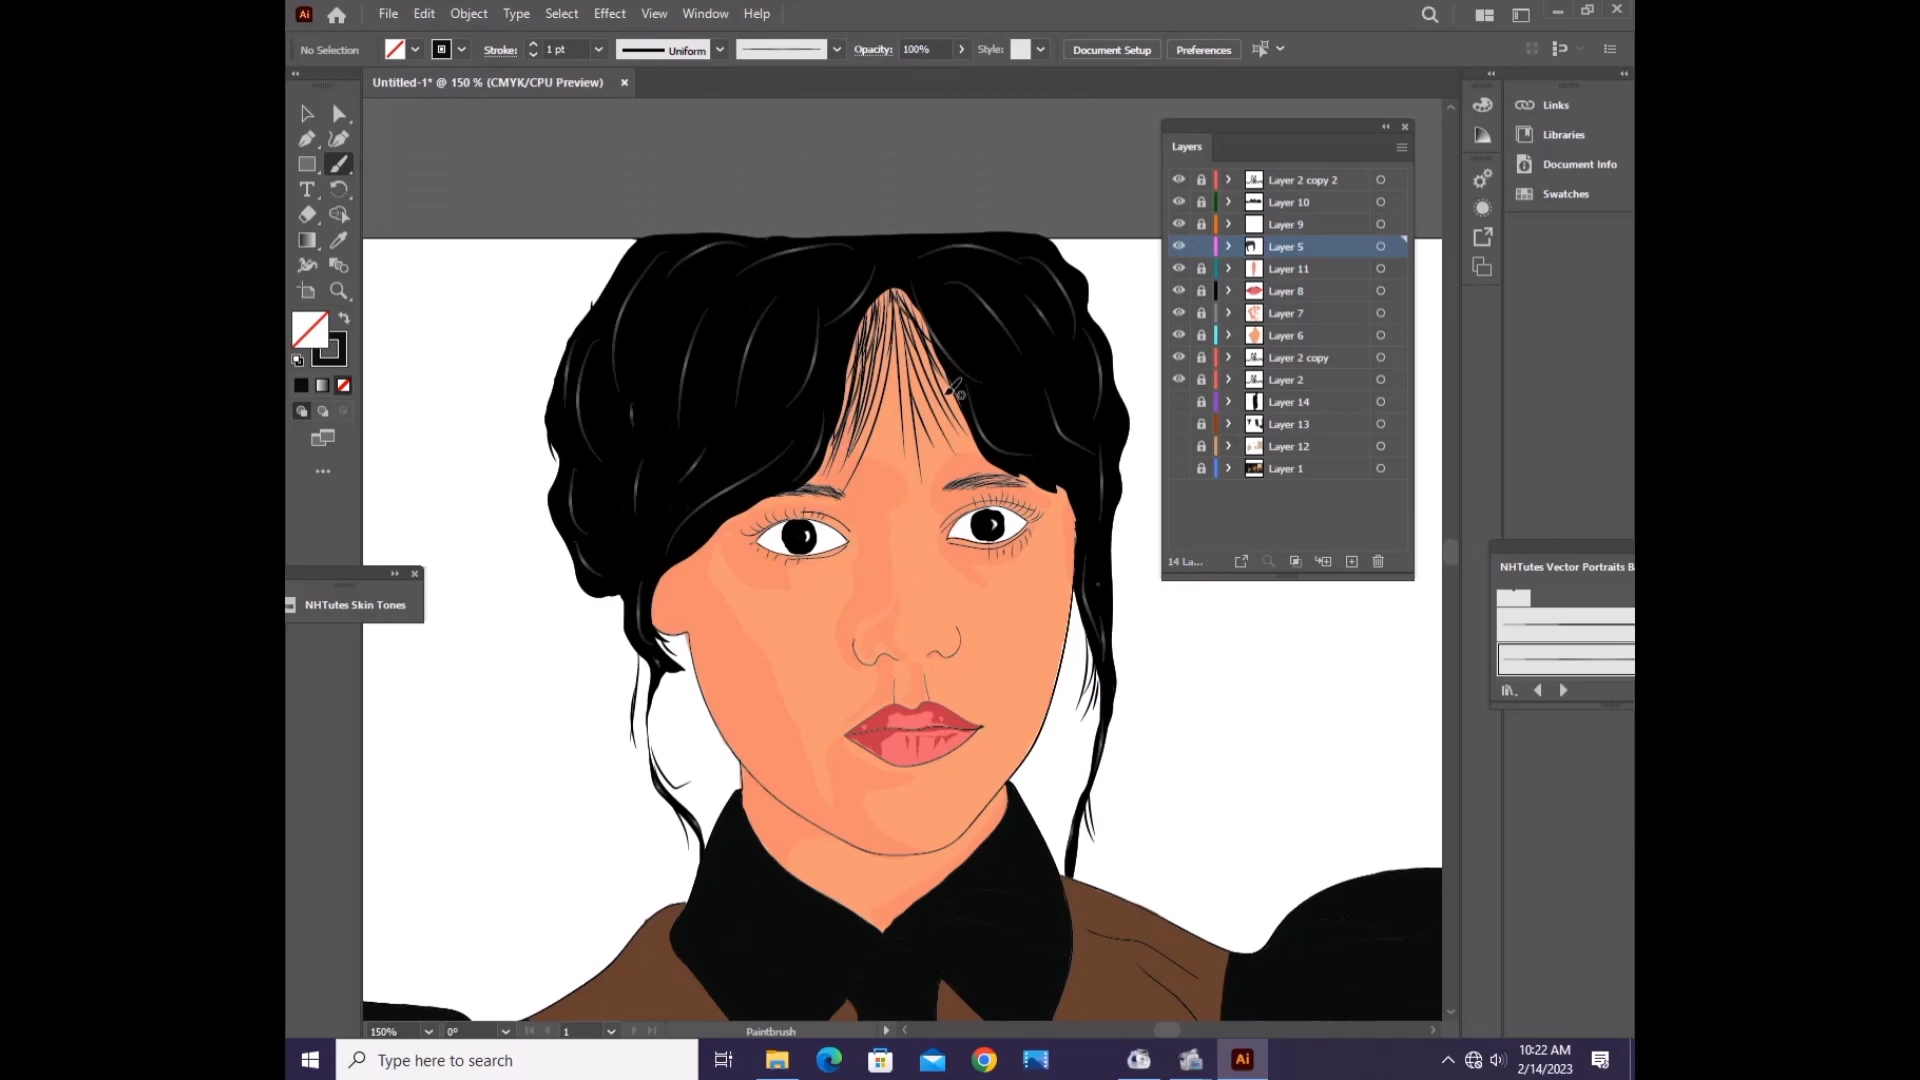 Ai File Edit Object Type Select Effect View Window Help
No Selection Stroke: 1 pt Uniform Opacity: 100% Style: Document Setup Preferences
Untitled-1* @ 150 % (CMYK/CPU Preview)
Layers
Layer 2 copy 2
Layer 10
Layer 9
Layer 5
Layer 11
Layer 8
Layer 7
Layer 6
Layer 2 copy
Layer 2
Layer 14
Layer 13
Layer 12
Layer 1
14 La...
Links
Libraries
Document Info
Swatches
NHTutes Skin Tones
NHTutes Vector Portraits B
150% 0° 1 Paintbrush
Type here to search
Ai
10:22 AM
2/14/2023